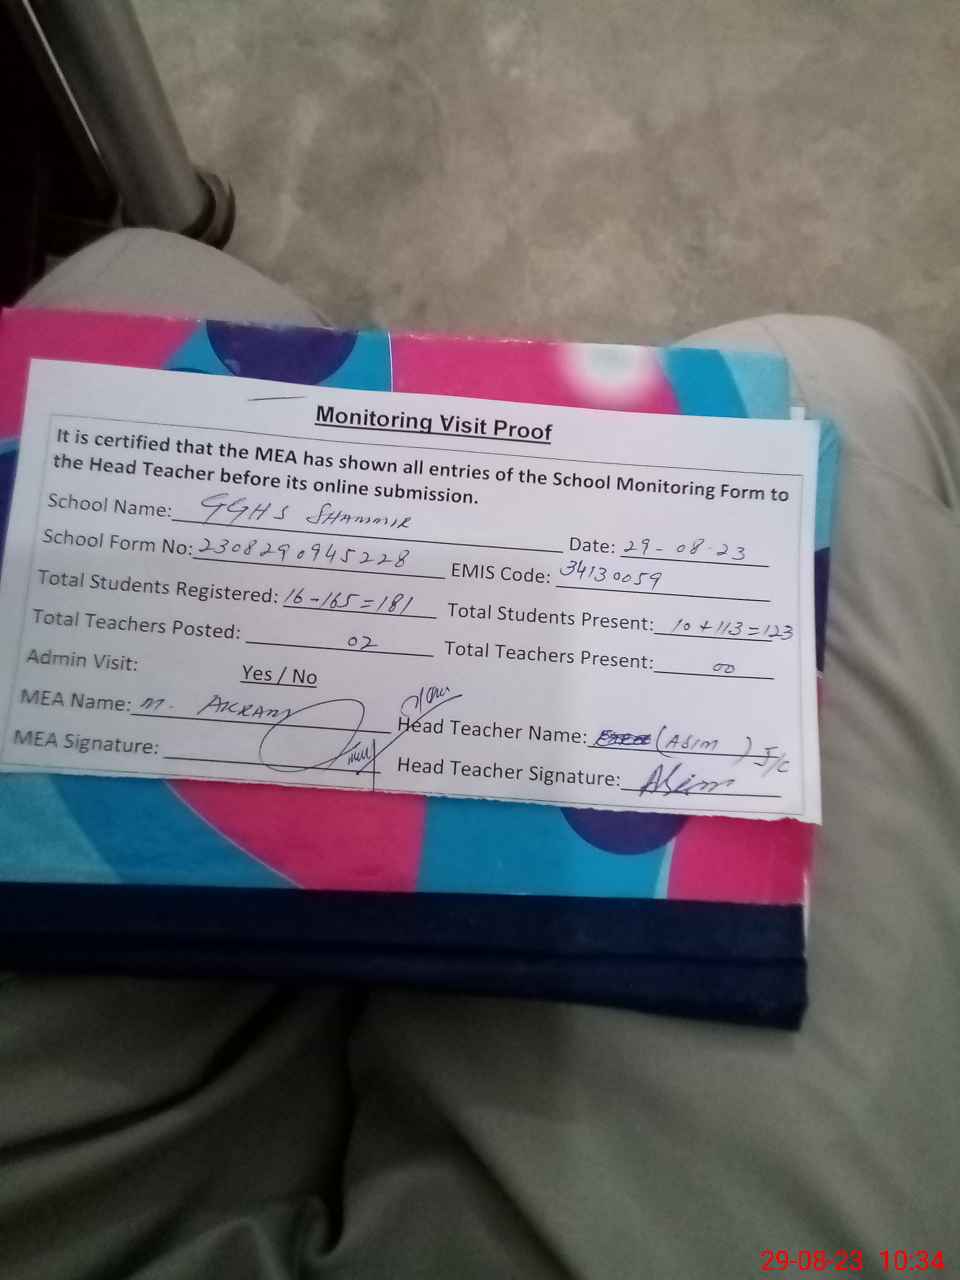 Monitoring Visit Proof
It is certified that the MEA has shown all entries of the School Monitoring Form to
the Head Teacher before its online submission.
School Name: GGHS SHAMMIR Date: 29-08-23
School Form No: 2308290945228 EMIS Code: 34130059
Total Students Registered: 16-165=181 Total Students Present: 10+113=123
Total Teachers Posted: 02 Total Teachers Present: 00
Admin Visit: Yes / No
MEA Name: M. AKRAM Head Teacher Name: (ASIM) I/C
MEA Signature: Head Teacher Signature: Asim
29-08-23 10:34